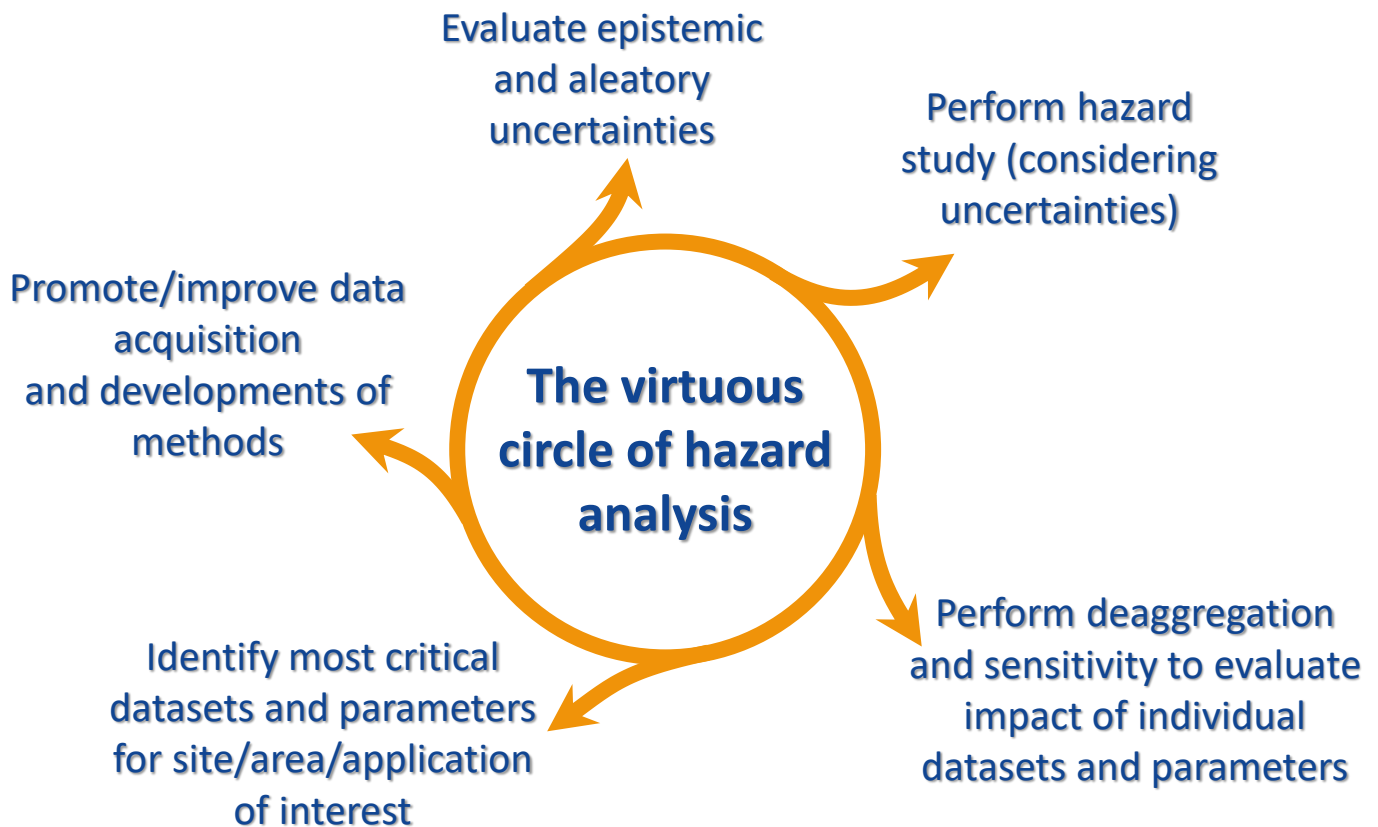 Evaluate epistemic
and aleatory
uncertainties
Perform hazard
study (considering
uncertainties)
Promote/improve data
acquisition
and developments of
methods
The virtuous
circle of hazard
analysis
Perform deaggregation
and sensitivity to evaluate
impact of individual
datasets and parameters
Identify most critical
datasets and parameters
for site/area/application
of interest